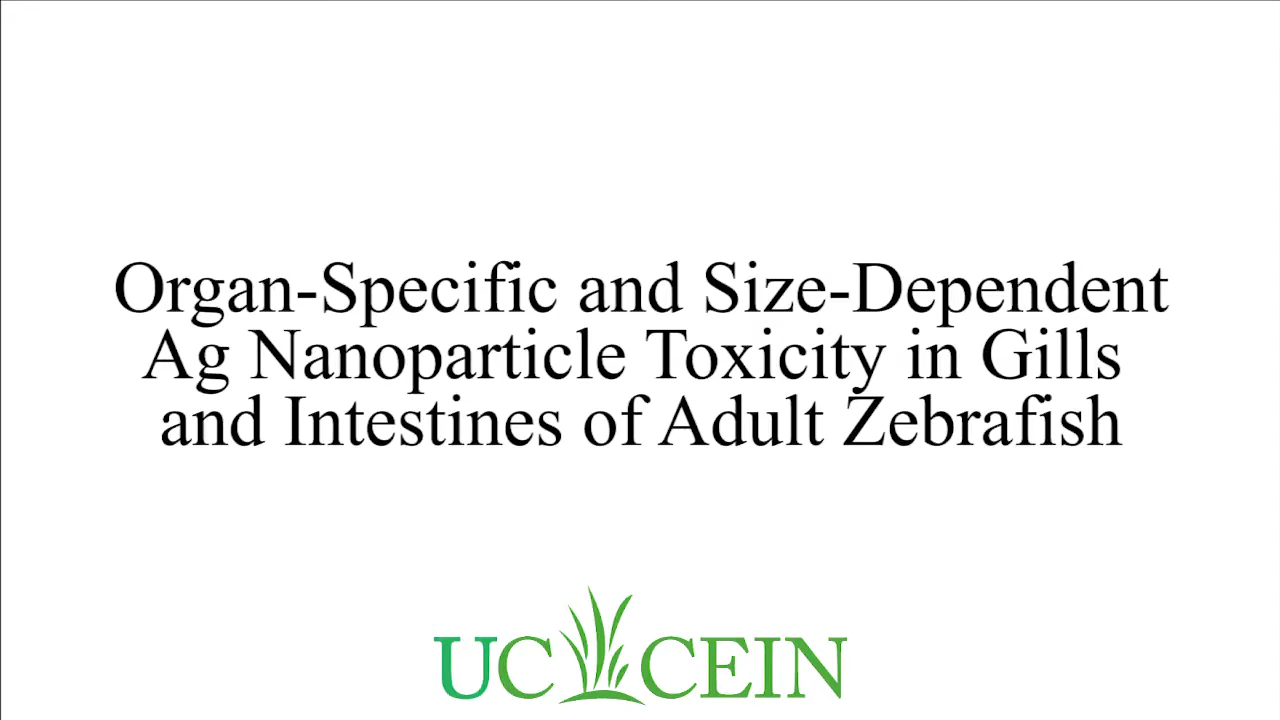 Organ-Specific and Size-Dependent
Ag Nanoparticle Toxicity in Gills
and Intestines of Adult Zebrafish
UC CEIN